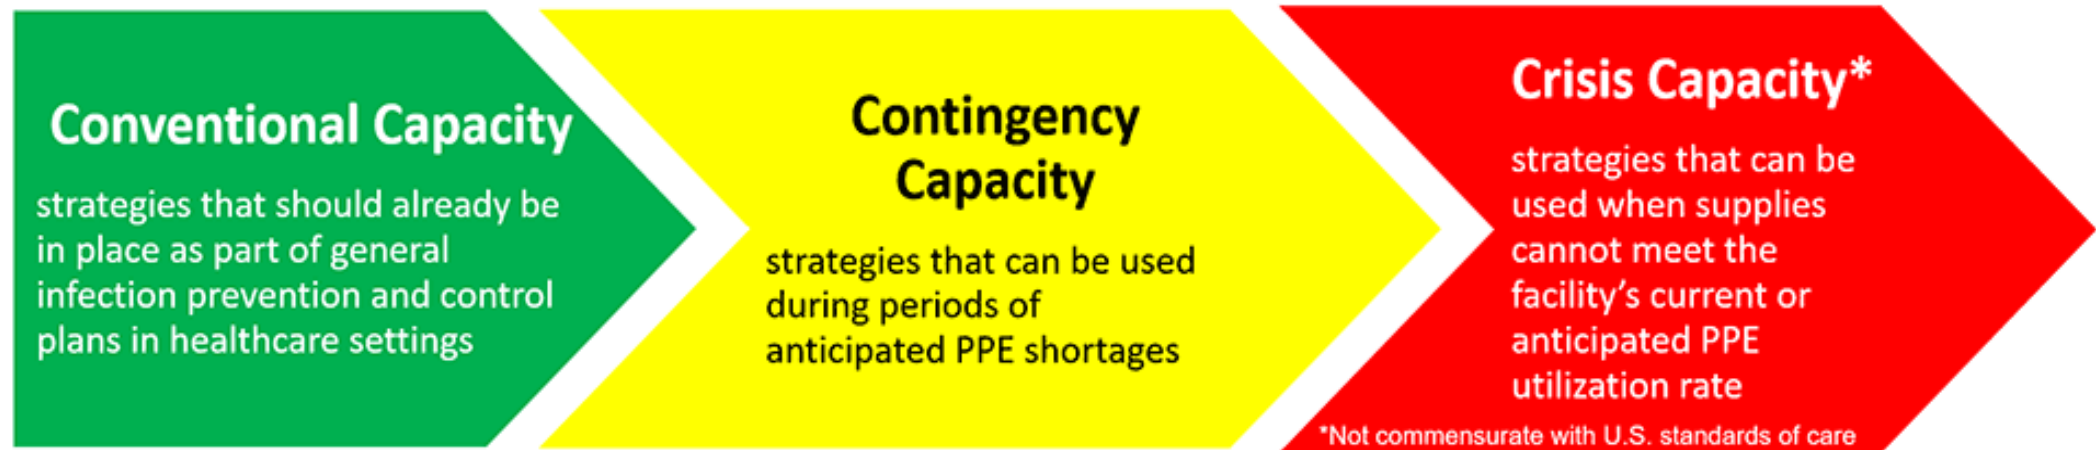 Conventional Capacity
strategies that should already be
in place as part of general
infection prevention and control
plans in healthcare settings
Contingency
Capacity
strategies that can be used
during periods of
anticipated PPE shortages
Crisis Capacity*
strategies that can be
used when supplies
cannot meet the
facility’s current or
anticipated PPE
utilization rate
*Not commensurate with U.S. standards of care